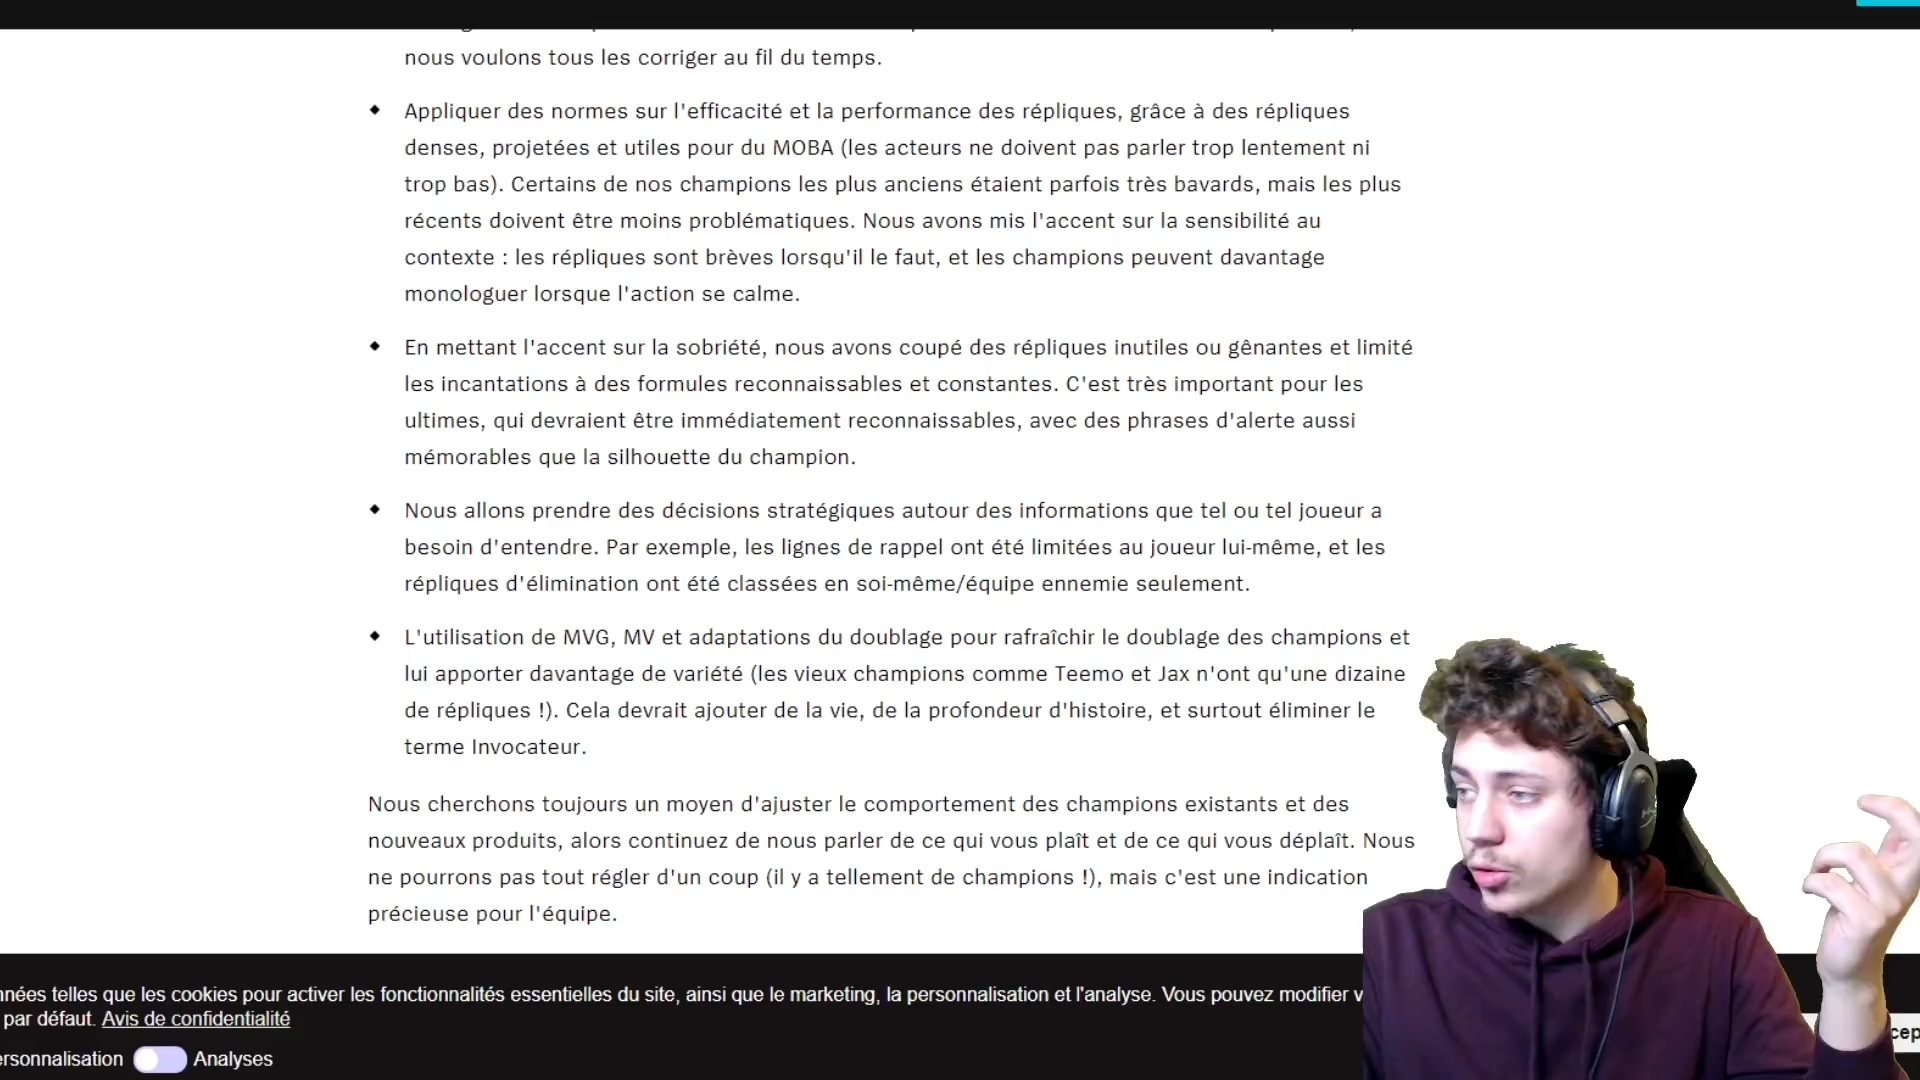 nous voulons tous les corriger au fil du temps.
Appliquer des normes sur l'efficacité et la performance des répliques, grâce à des répliques
denses, projetées et utiles pour du MOBA (les acteurs ne doivent pas parler trop lentement ni
trop bas). Certains de nos champions les plus anciens étaient parfois très bavards, mais les plus
récents doivent être moins problématiques. Nous avons mis l'accent sur la sensibilité au
contexte : les répliques sont brèves lorsqu'il le faut, et les champions peuvent davantage
monologuer lorsque l'action se calme.
En mettant l'accent sur la sobriété, nous avons coupé des répliques inutiles ou gênantes et limité
les incantations à des formules reconnaissables et constantes. C'est très important pour les
ultimes, qui devraient être immédiatement reconnaissables, avec des phrases d'alerte aussi
mémorables que la silhouette du champion.
Nous allons prendre des décisions stratégiques autour des informations que tel ou tel joueur a
besoin d'entendre. Par exemple, les lignes de rappel ont été limitées au joueur lui-même, et les
répliques d'élimination ont été classées en soi-même/équipe ennemie seulement.
L'utilisation de MVG, MV et adaptations du doublage pour rafraîchir le doublage des champions et
lui apporter davantage de variété (les vieux champions comme Teemo et Jax n'ont qu'une dizaine
de répliques !). Cela devrait ajouter de la vie, de la profondeur d'histoire, et surtout éliminer le
terme Invocateur.
Nous cherchons toujours un moyen d'ajuster le comportement des champions existants et des
nouveaux produits, alors continuez de nous parler de ce qui vous plaît et de ce qui vous déplaît. Nous
ne pourrons pas tout régler d'un coup (il y a tellement de champions !), mais c'est une indication
précieuse pour l'équipe.
nnées telles que les cookies pour activer les fonctionnalités essentielles du site, ainsi que le marketing, la personnalisation et l'analyse. Vous pouvez modifier v
par défaut. Avis de confidentialité
ersonnalisation Analyses
cep